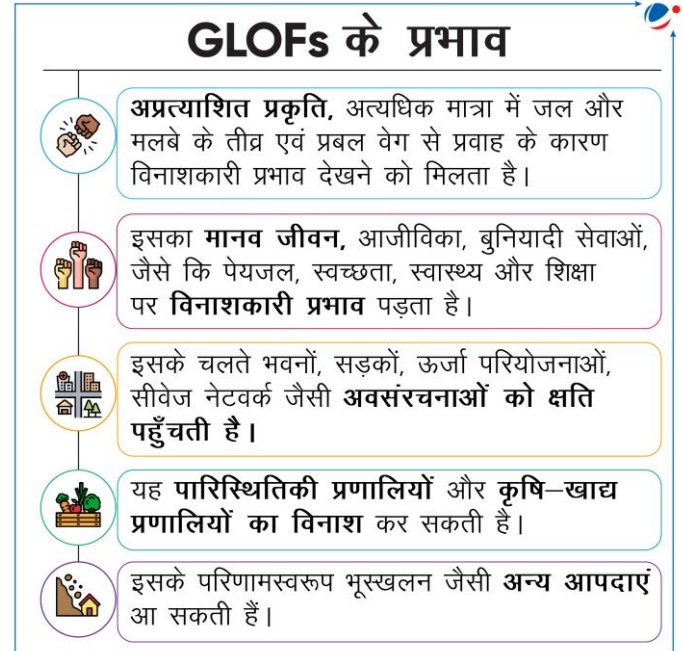 GLOFs के प्रभाव
अप्रत्याशित प्रकृति, अत्यधिक मात्रा में जल और
मलबे के तीव्र एवं प्रबल वेग से प्रवाह के कारण
विनाशकारी प्रभाव देखने को मिलता है।
इसका मानव जीवन, आजीविका, बुनियादी सेवाओं,
जैसे कि पेयजल, स्वच्छता, स्वास्थ्य और शिक्षा
पर विनाशकारी प्रभाव पड़ता है।
इसके चलते भवनों, सड़कों, ऊर्जा परियोजनाओं,
सीवेज नेटवर्क जैसी अवसंरचनाओं को क्षति
पहुँचती है।
यह पारिस्थितिकी प्रणालियों और कृषि–खाद्य
प्रणालियों का विनाश कर सकती है।
इसके परिणामस्वरूप भूस्खलन जैसी अन्य आपदाएं
आ सकती हैं।